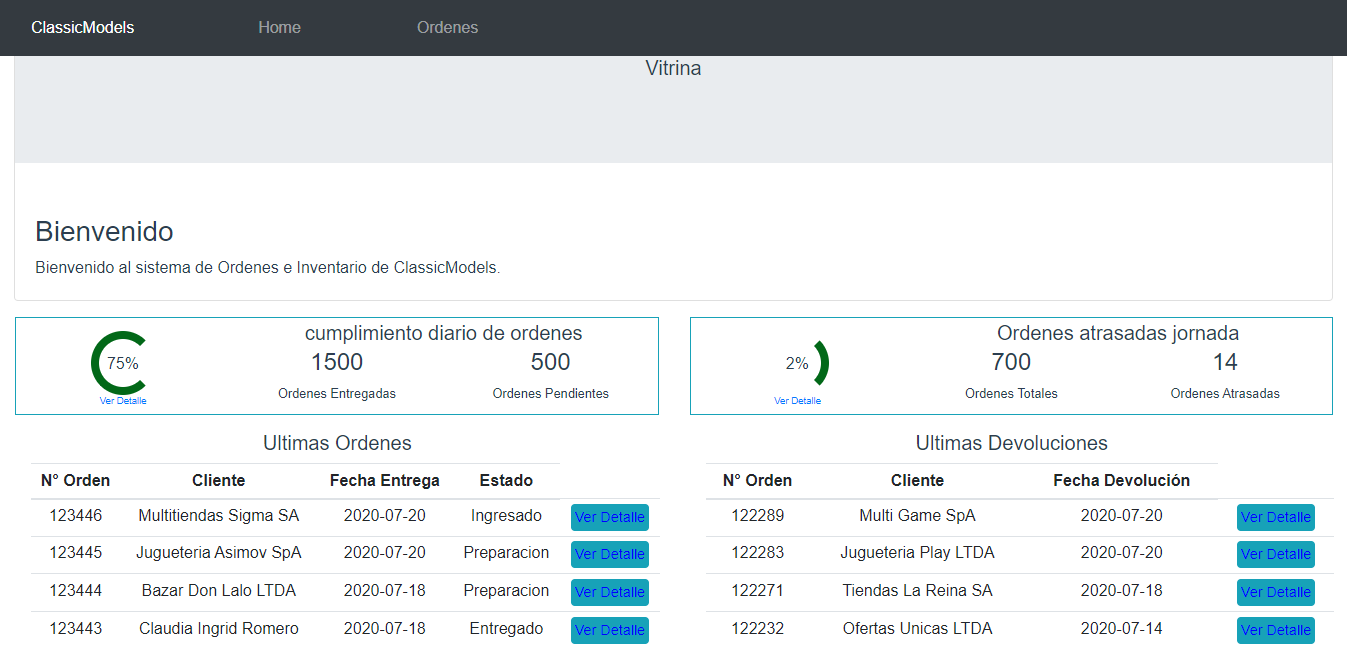 ClassicModels Home Ordenes
Vitrina
Bienvenido
Bienvenido al sistema de Ordenes e Inventario de ClassicModels.
cumplimiento diario de ordenes
75%
1500 500
Ordenes Entregadas Ordenes Pendientes
Ver Detalle
Ordenes atrasadas jornada
2%
700 14
Ordenes Totales Ordenes Atrasadas
Ver Detalle
Ultimas Ordenes
N° Orden Cliente Fecha Entrega Estado
123446 Multitiendas Sigma SA 2020-07-20 Ingresado Ver Detalle
123445 Jugueteria Asimov SpA 2020-07-20 Preparacion Ver Detalle
123444 Bazar Don Lalo LTDA 2020-07-18 Preparacion Ver Detalle
123443 Claudia Ingrid Romero 2020-07-18 Entregado Ver Detalle
Ultimas Devoluciones
N° Orden Cliente Fecha Devolución
122289 Multi Game SpA 2020-07-20 Ver Detalle
122283 Jugueteria Play LTDA 2020-07-20 Ver Detalle
122271 Tiendas La Reina SA 2020-07-18 Ver Detalle
122232 Ofertas Unicas LTDA 2020-07-14 Ver Detalle